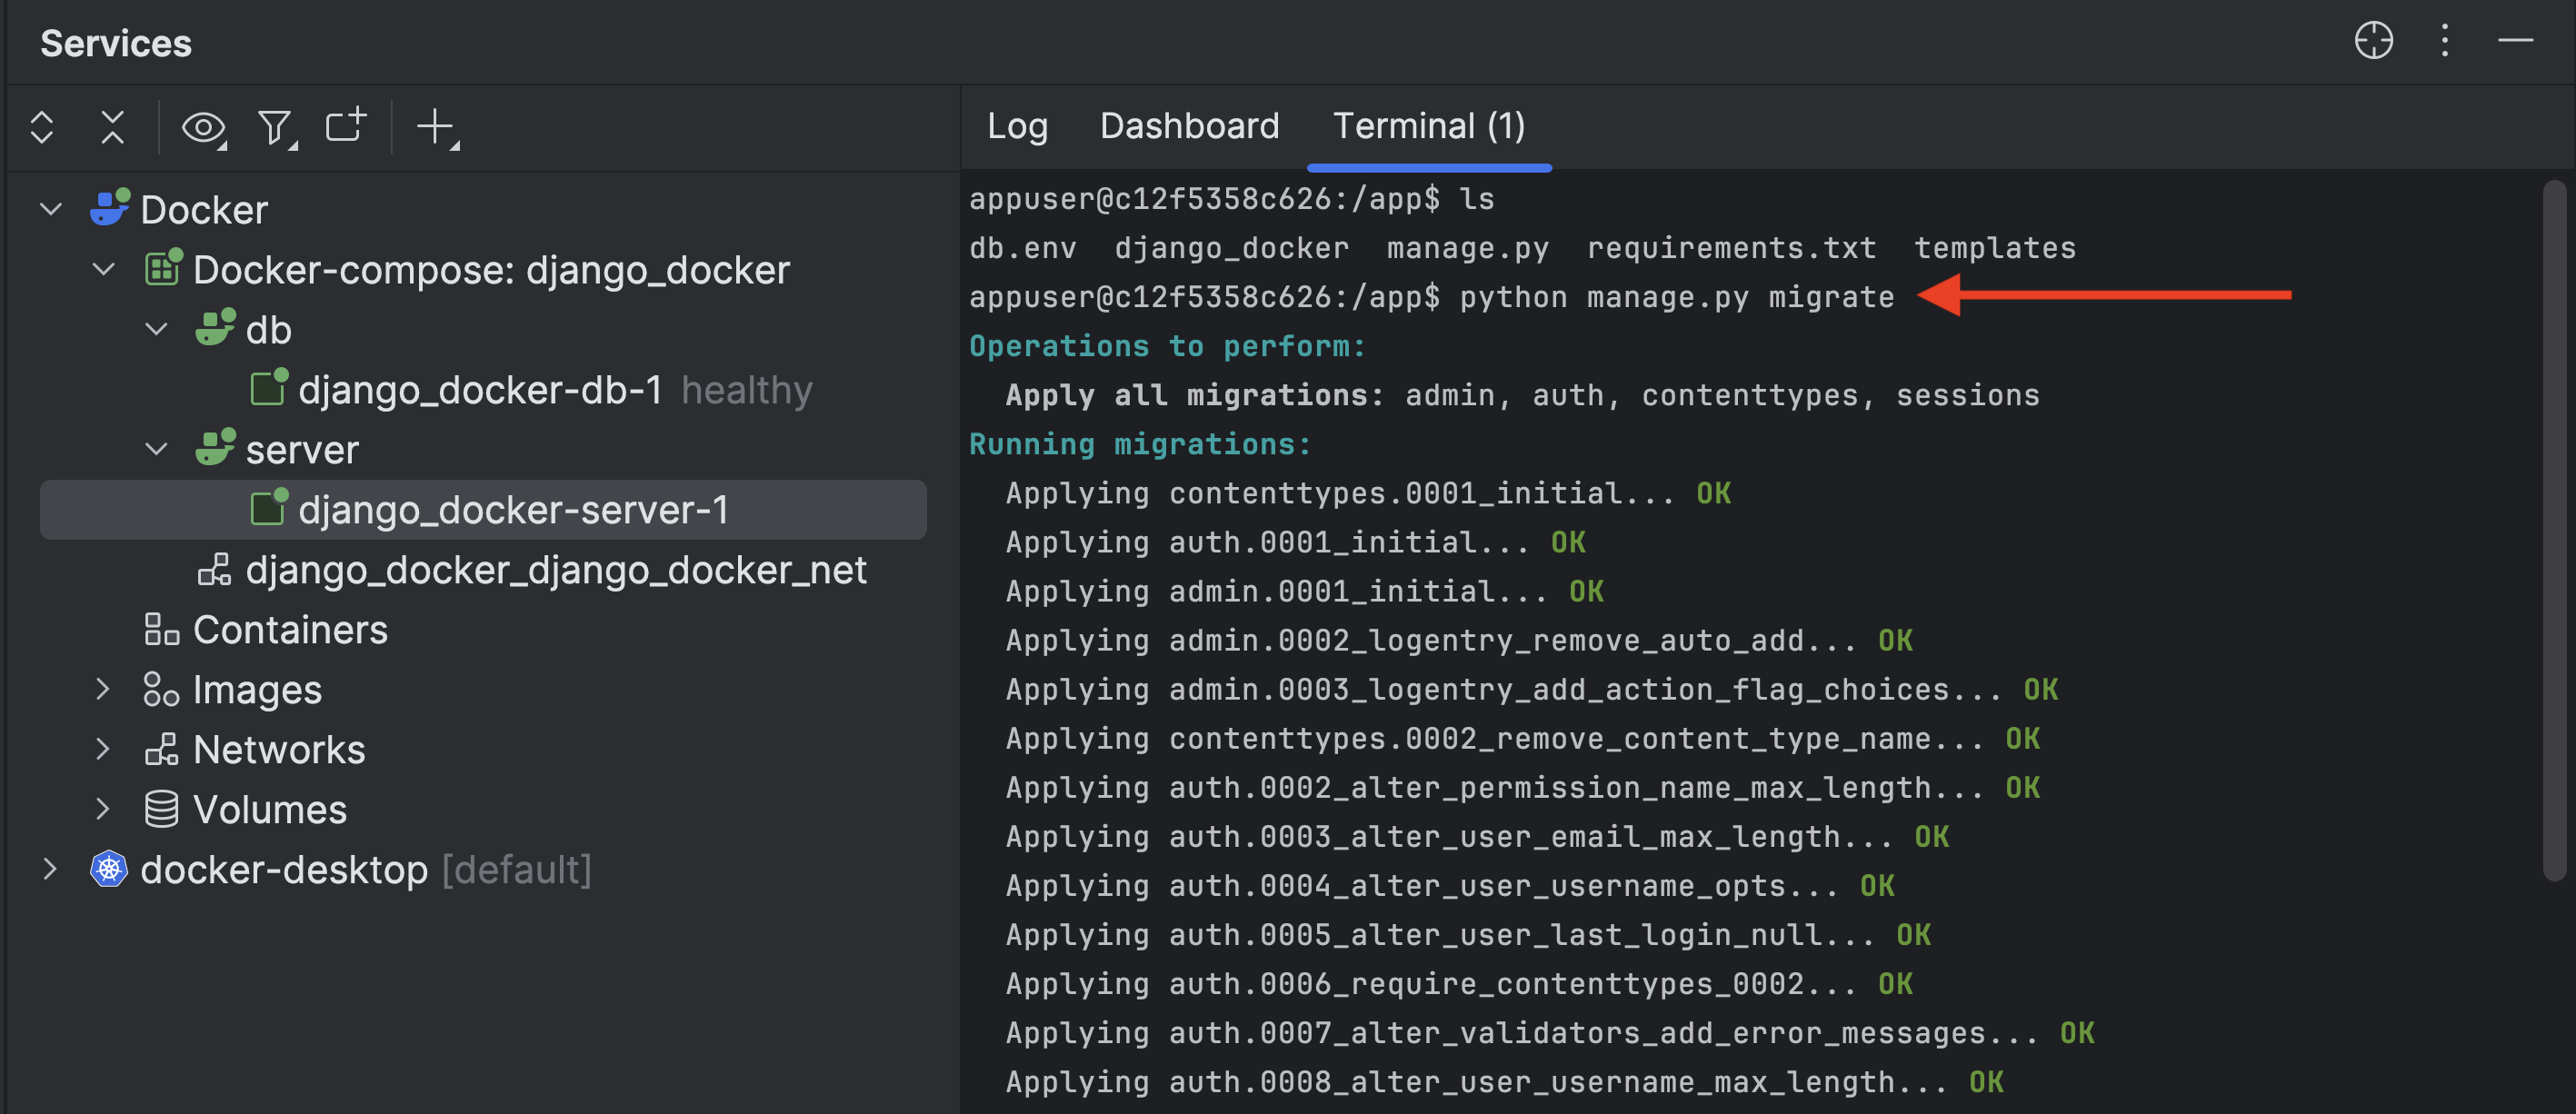 Services
Log Dashboard Terminal (1)
Docker
Docker-compose: django_docker
db
django_docker-db-1 healthy
server
django_docker-server-1
django_docker_django_docker_net
Containers
Images
Networks
Volumes
docker-desktop [default]
appuser@c12f5358c626:/app$ ls
db.env  django_docker  manage.py  requirements.txt  templates
appuser@c12f5358c626:/app$ python manage.py migrate
Operations to perform:
  Apply all migrations: admin, auth, contenttypes, sessions
Running migrations:
  Applying contenttypes.0001_initial... OK
  Applying auth.0001_initial... OK
  Applying admin.0001_initial... OK
  Applying admin.0002_logentry_remove_auto_add... OK
  Applying admin.0003_logentry_add_action_flag_choices... OK
  Applying contenttypes.0002_remove_content_type_name... OK
  Applying auth.0002_alter_permission_name_max_length... OK
  Applying auth.0003_alter_user_email_max_length... OK
  Applying auth.0004_alter_user_username_opts... OK
  Applying auth.0005_alter_user_last_login_null... OK
  Applying auth.0006_require_contenttypes_0002... OK
  Applying auth.0007_alter_validators_add_error_messages... OK
  Applying auth.0008_alter_user_username_max_length... OK